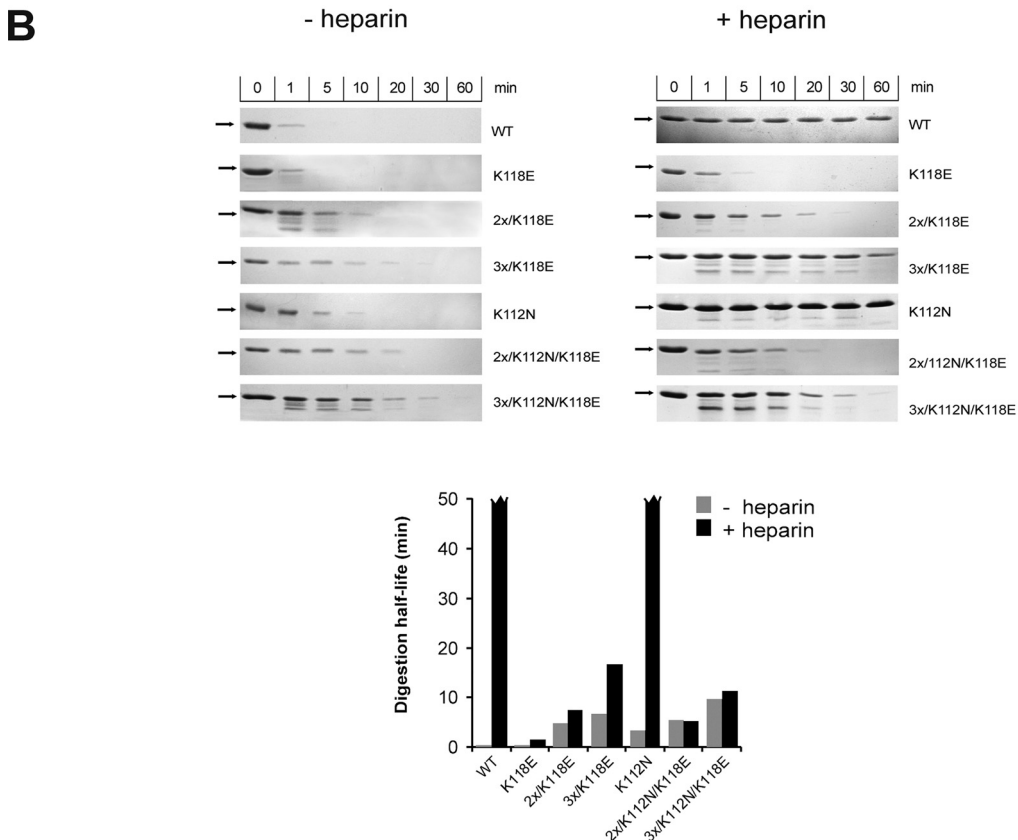 B
- heparin
0 1 5 10 20 30 60 min
WT
K118E
2x/K118E
3x/K118E
K112N
2x/K112N/K118E
3x/K112N/K118E
+ heparin
0 1 5 10 20 30 60 min
WT
K118E
2x/K118E
3x/K118E
K112N
2x/112N/K118E
3x/K112N/K118E
Digestion half-life (min)
50
40
30
20
10
0
- heparin
+ heparin
WT
K118E
2x/K118E
3x/K118E
K112N
2x/K112N/K118E
3x/K112N/K118E